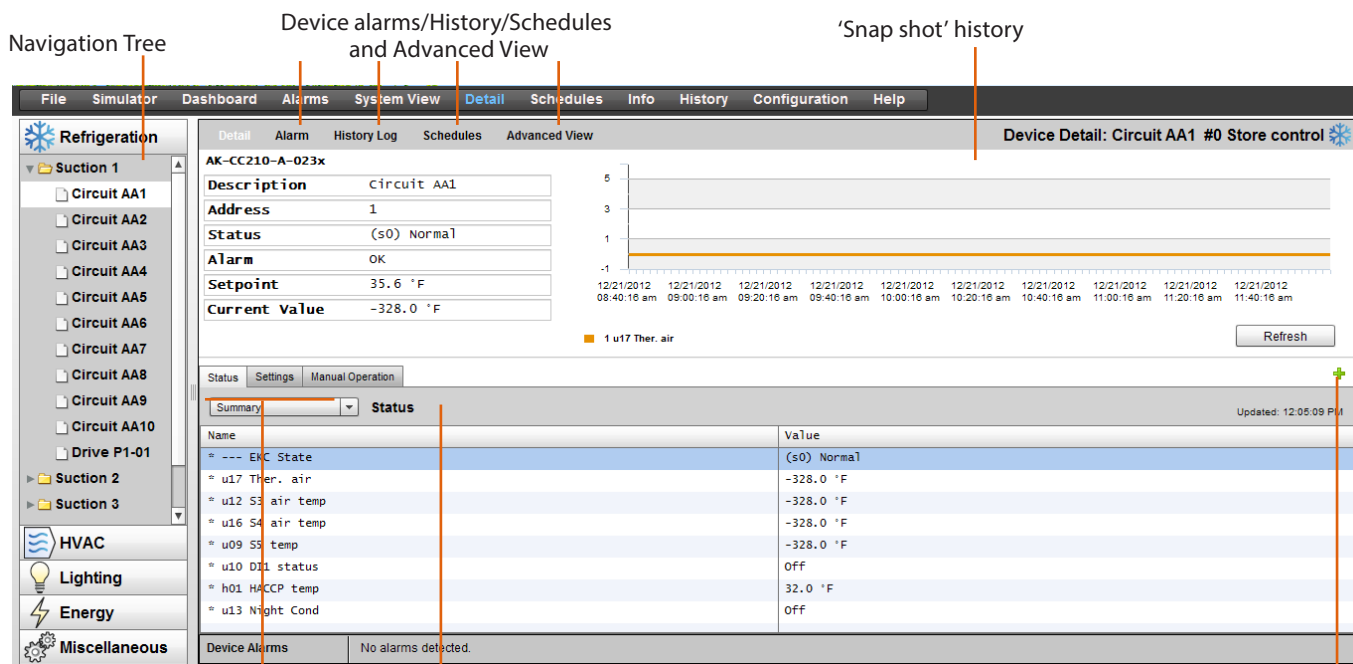 Navigation Tree
Device alarms/History/Schedules
and Advanced View
‘Snap shot’ history
File Simulator Dashboard Alarms System View Detail Schedules Info History Configuration Help
Refrigeration
Suction 1
Circuit AA1
Circuit AA2
Circuit AA3
Circuit AA4
Circuit AA5
Circuit AA6
Circuit AA7
Circuit AA8
Circuit AA9
Circuit AA10
Drive P1-01
Suction 2
Suction 3
HVAC
Lighting
Energy
Miscellaneous
Detail Alarm History Log Schedules Advanced View
Device Detail: Circuit AA1 #0 Store control
AK-CC210-A-023x
Description Circuit AA1
Address 1
Status (s0) Normal
Alarm OK
Setpoint 35.6 °F
Current Value -328.0 °F
5
3
1
-1
12/21/2012 12/21/2012 12/21/2012 12/21/2012 12/21/2012 12/21/2012 12/21/2012 12/21/2012 12/21/2012 12/21/2012
08:40:16 am 09:00:16 am 09:20:16 am 09:40:16 am 10:00:16 am 10:20:16 am 10:40:16 am 11:00:16 am 11:20:16 am 11:40:16 am
1 u17 Ther. air
Refresh
Status Settings Manual Operation
Summary Status
Updated: 12:05:09 PM
Name Value
* --- EKC State (s0) Normal
* u17 Ther. air -328.0 °F
* u12 S3 air temp -328.0 °F
* u16 S4 air temp -328.0 °F
* u09 S5 temp -328.0 °F
* u10 DI1 status Off
* h01 HACCP temp 32.0 °F
* u13 Night Cond Off
Device Alarms No alarms detected.